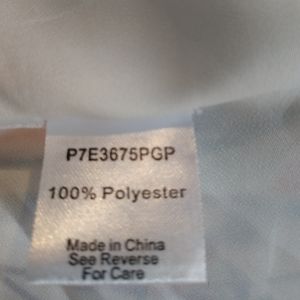 P7E3675PGP
100% Polyester
Made in China
See Reverse
For Care